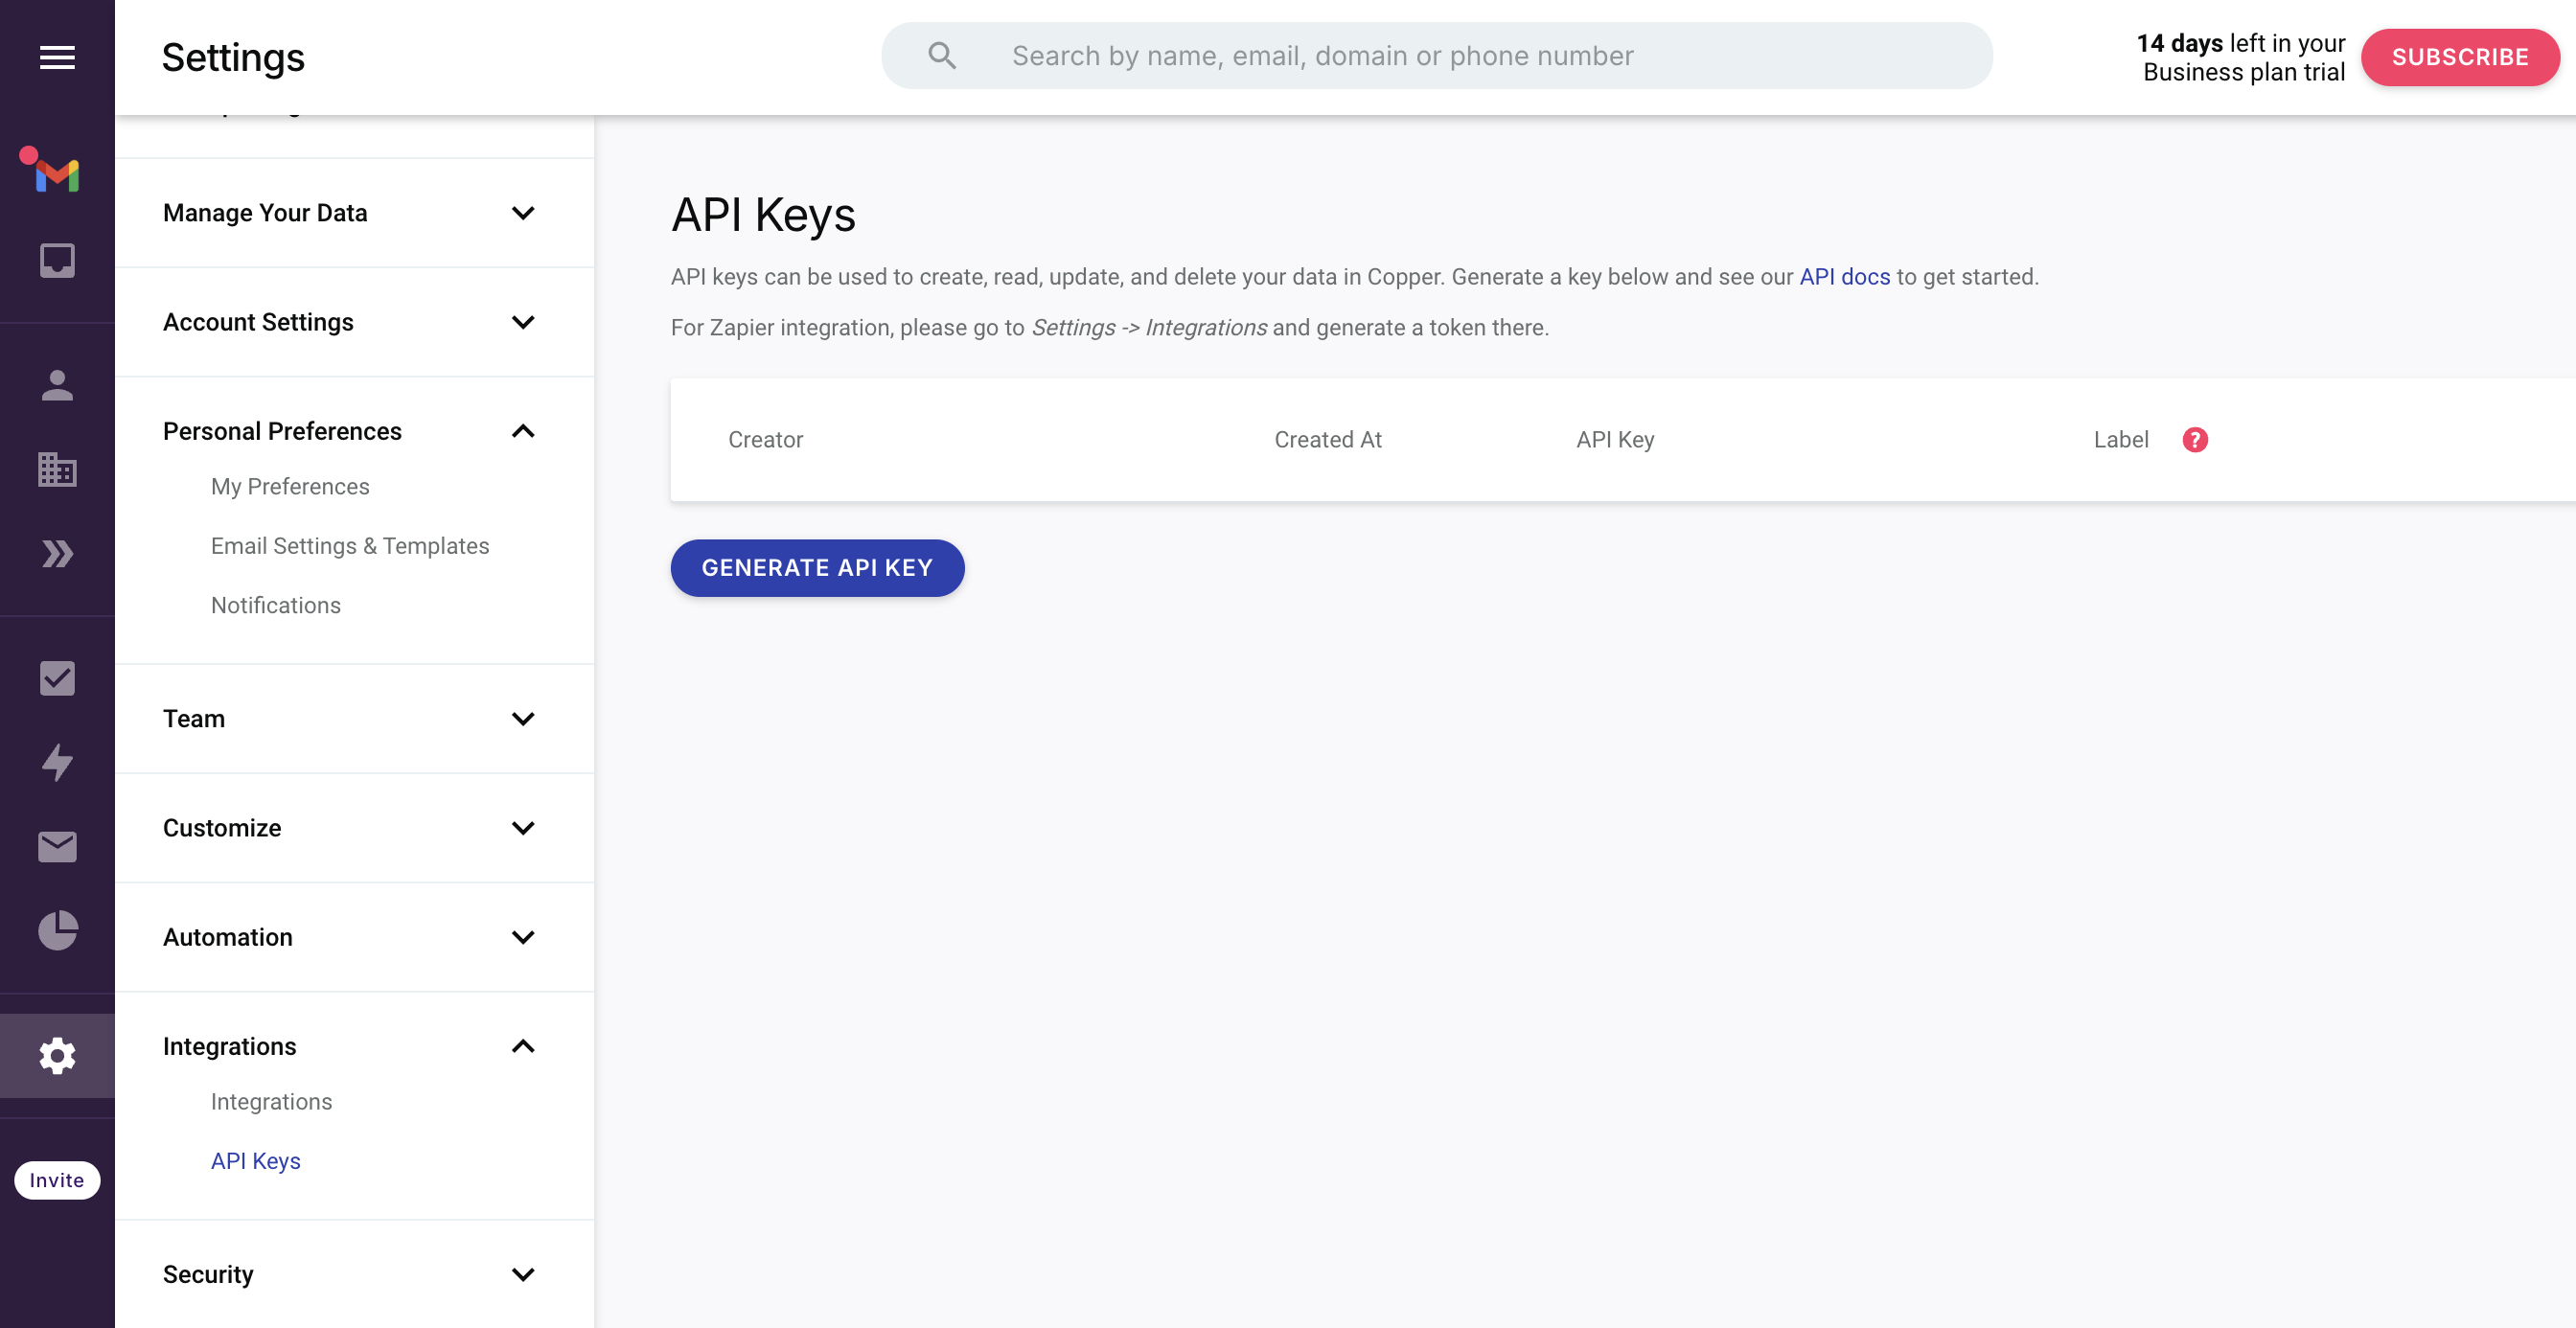 Settings
Search by name, email, domain or phone number
14 days left in your
Business plan trial
SUBSCRIBE
Manage Your Data
Account Settings
Personal Preferences
My Preferences
Email Settings & Templates
Notifications
Team
Customize
Automation
Integrations
Integrations
API Keys
Security
Invite
API Keys
API keys can be used to create, read, update, and delete your data in Copper. Generate a key below and see our API docs to get started.
For Zapier integration, please go to Settings -> Integrations and generate a token there.
Creator Created At API Key Label ?
GENERATE API KEY